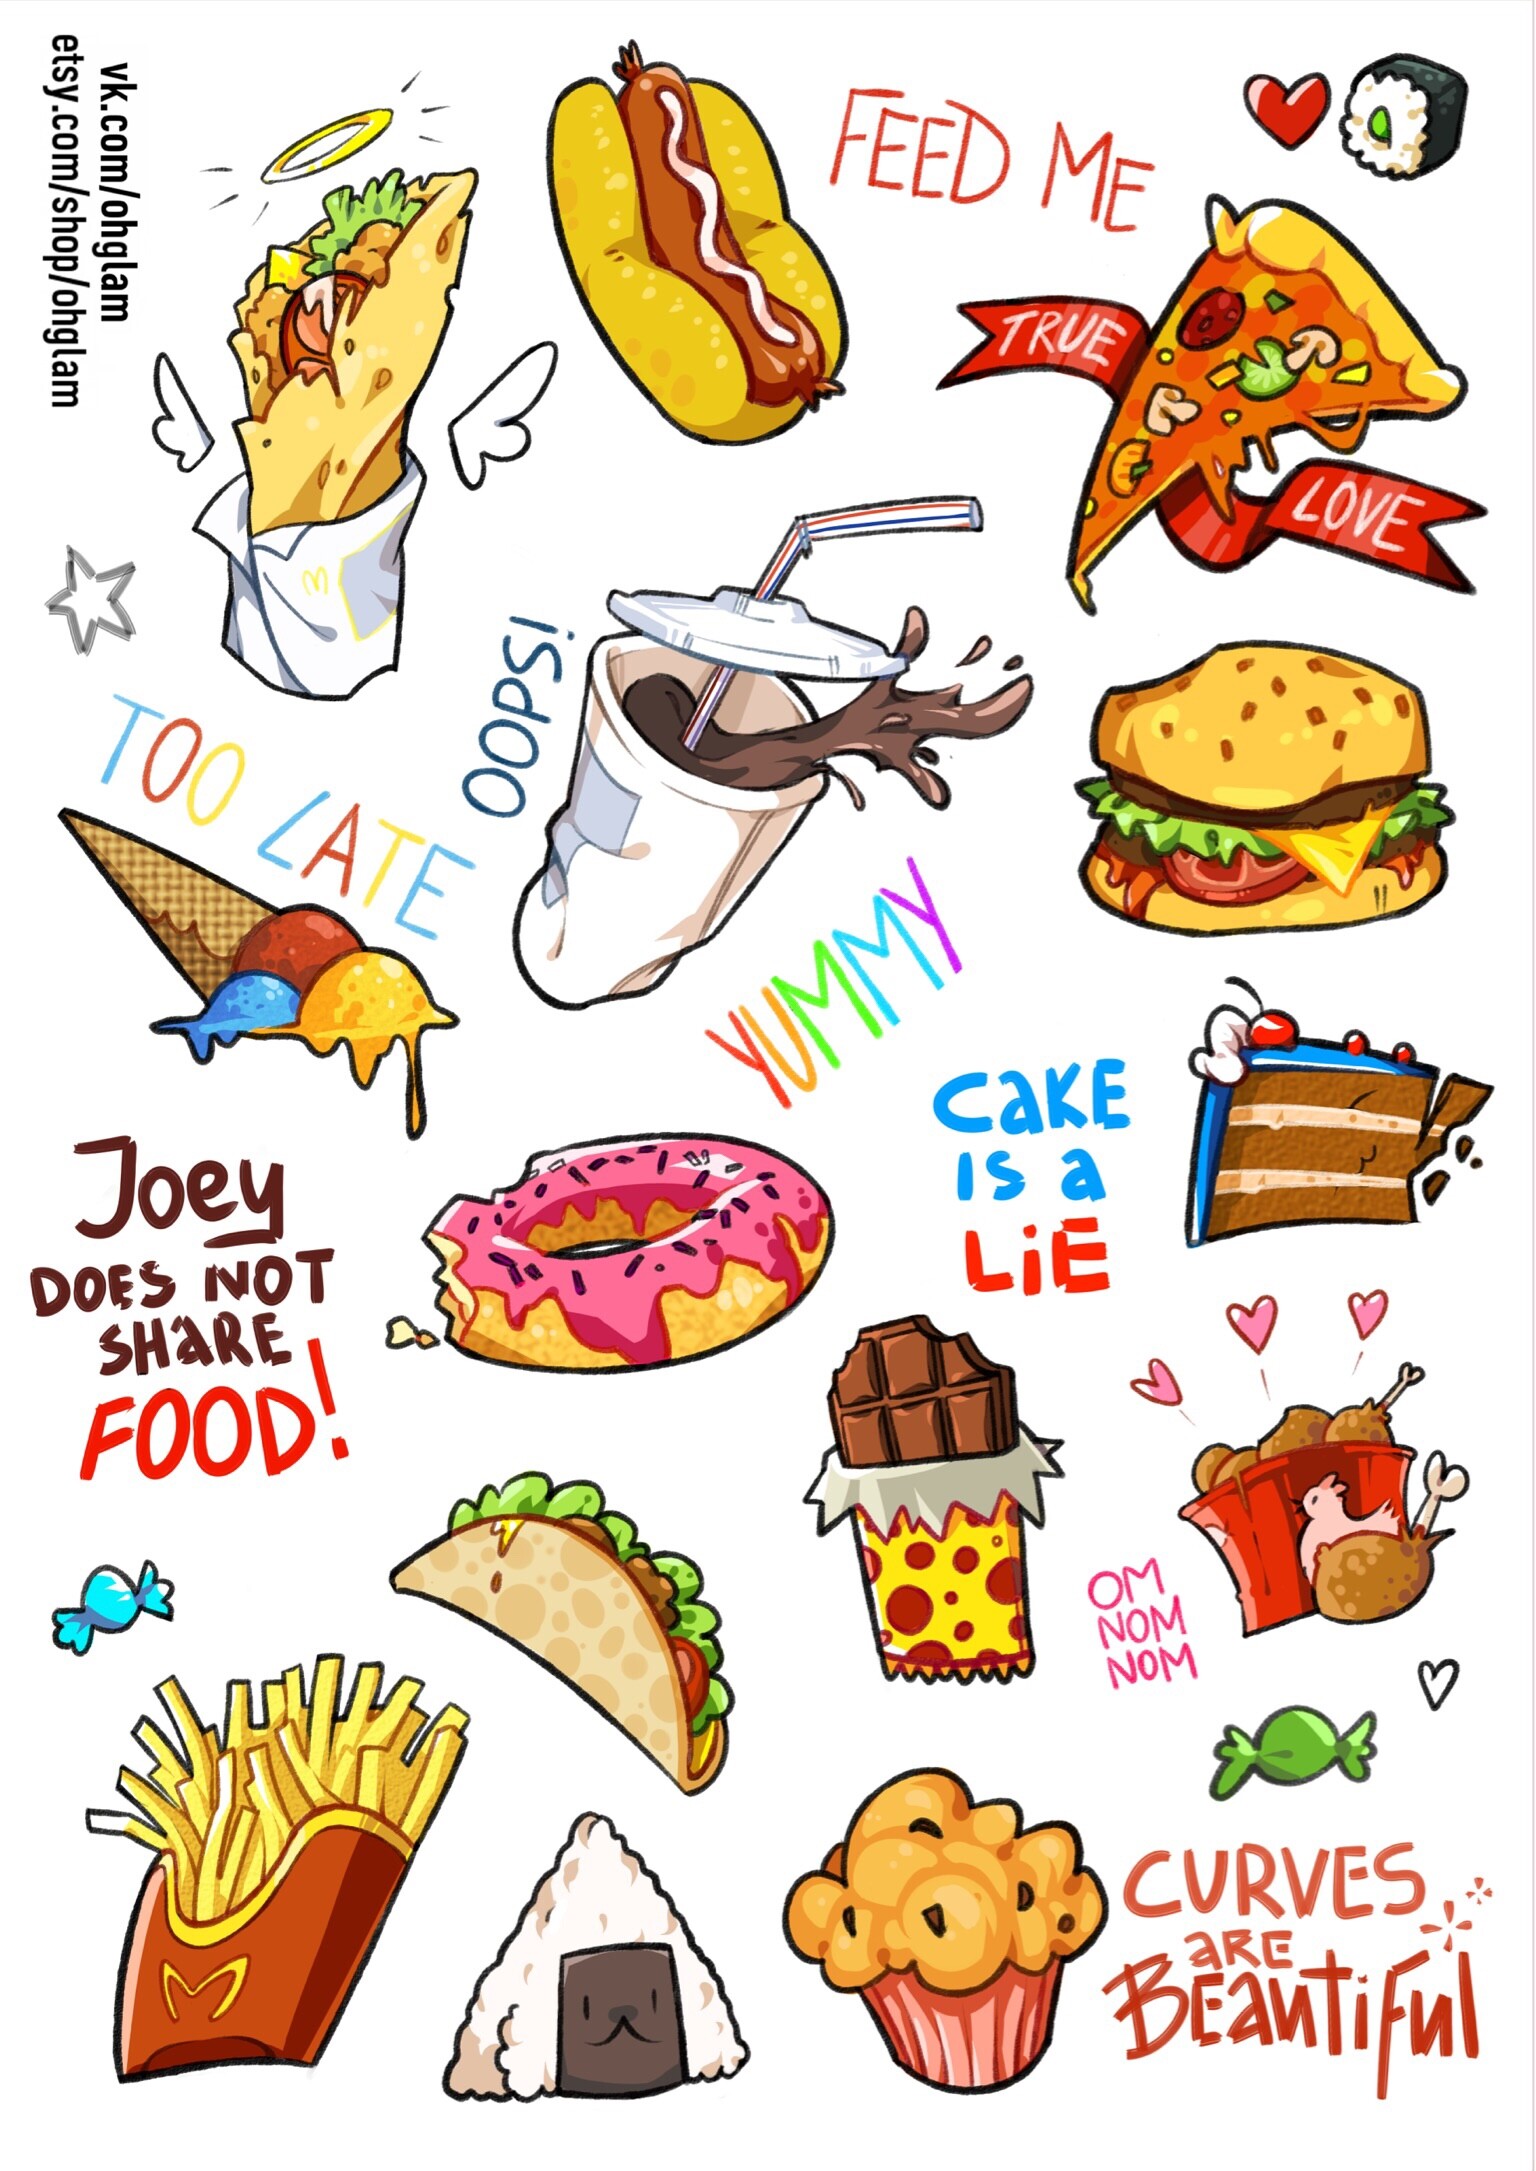 vk.com/ohglam
etsy.com/shop/ohglam
FEED ME
TRUE
LOVE
OOPS!
TOO LATE
YUMMY
CaKE
iS a
LiE
JOEy
DOES NOT
SHaRE
FOOD!
OM
NOM
NOM
CURVES
aRE
BEauTiFul